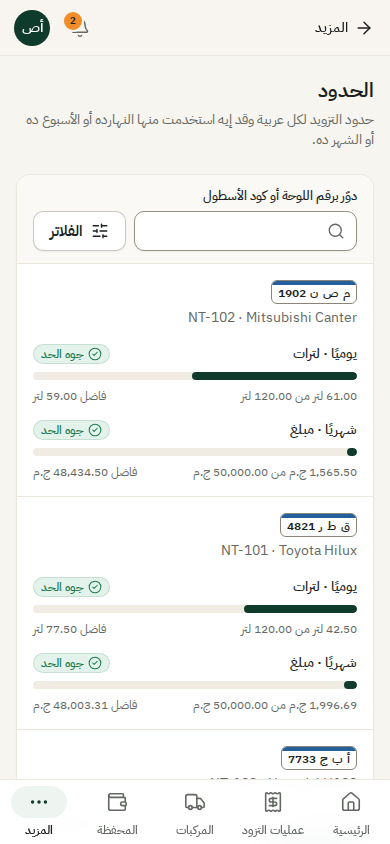 المزيد
2
أص
الحدود
حدود التزويد لكل عربية وقد إيه استخدمت منها النهارده أو الأسبوع ده
أو الشهر ده.
دوّر برقم اللوحة أو كود الأسطول
الفلاتر
م ص ن 1902
NT-102 · Mitsubishi Canter
يوميًا · لترات
جوه الحد
61.00 لتر من 120.00 لتر
فاضل 59.00 لتر
شهريًا · مبلغ
جوه الحد
1,565.50 ج.م من 50,000.00 ج.م
فاضل 48,434.50 ج.م
ق ط ر 4821
NT-101 · Toyota Hilux
يوميًا · لترات
جوه الحد
42.50 لتر من 120.00 لتر
فاضل 77.50 لتر
شهريًا · مبلغ
جوه الحد
1,996.69 ج.م من 50,000.00 ج.م
فاضل 48,003.31 ج.م
أ ب ج 7733
الرئيسية
عمليات التزود
المركبات
المحفظة
المزيد